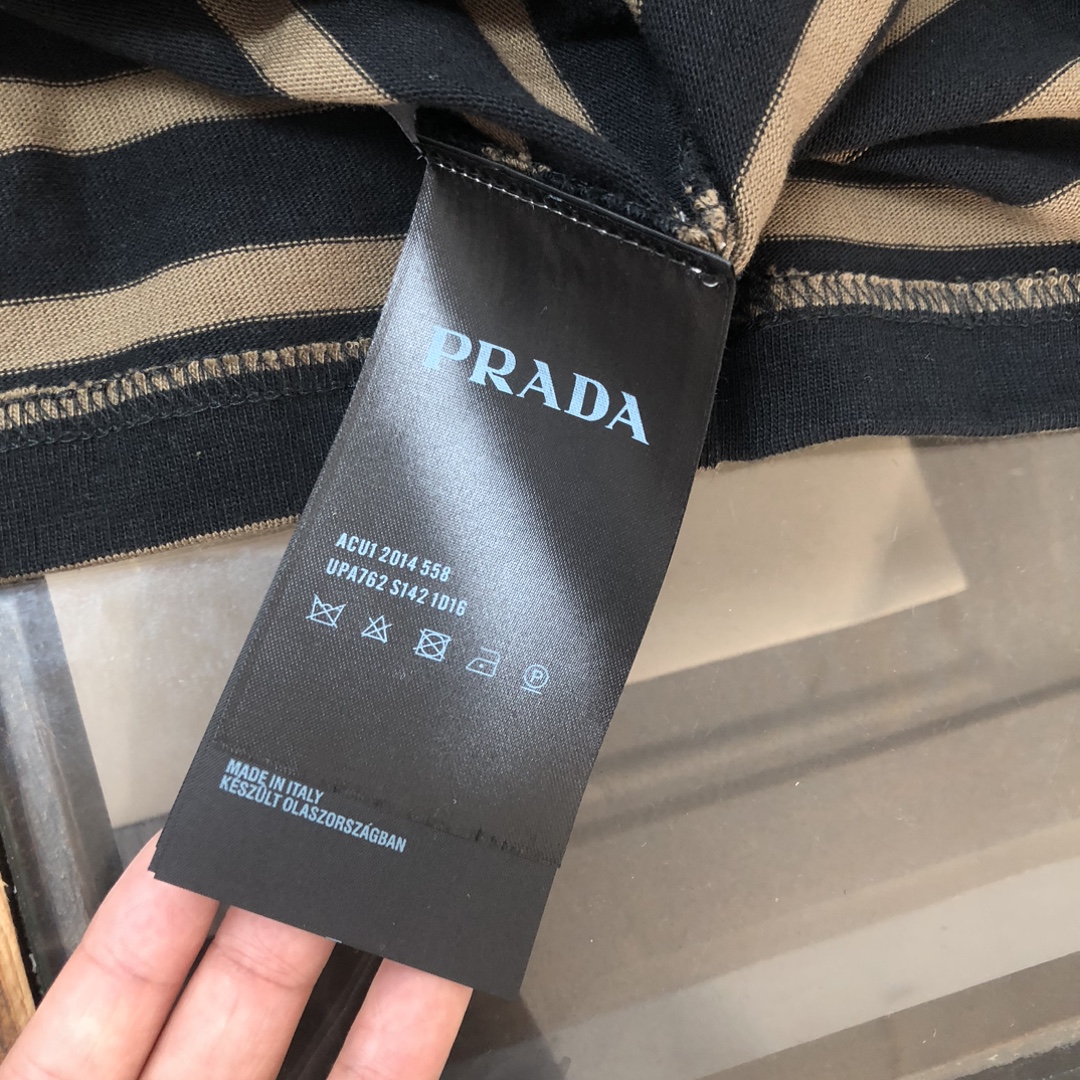 PRADA
ACU1 2014 558
UPA762 S142 1D16
P
MADE IN ITALY
KÉSZÜLT OLASZORSZÁGBAN